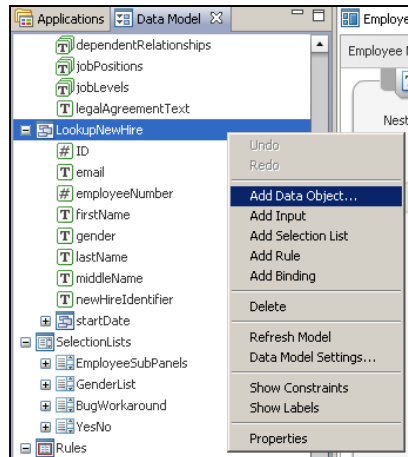 Applications Data Model Employe
dependentRelationships
jobPositions
jobLevels
legalAgreementText
LookupNewHire
# ID
T email
# employeeNumber
T firstName
T gender
T lastName
T middleName
T newHireIdentifier
startDate
SelectionLists
EmployeeSubPanels
GenderList
BugWorkaround
YesNo
Rules
Employee
Nest
Undo
Redo
Add Data Object...
Add Input
Add Selection List
Add Rule
Add Binding
Delete
Refresh Model
Data Model Settings...
Show Constraints
Show Labels
Properties